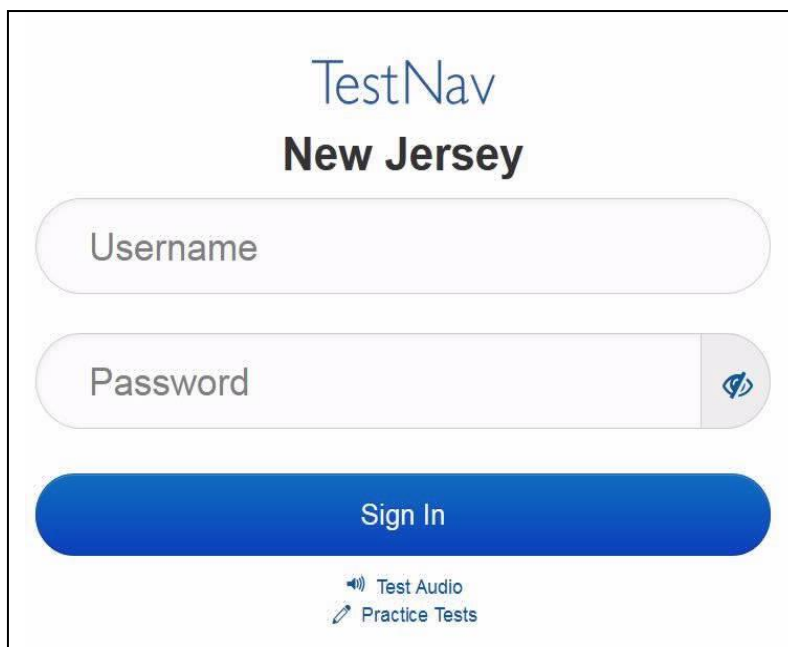 TestNav
New Jersey
Username
Password
Sign In
Test Audio
Practice Tests